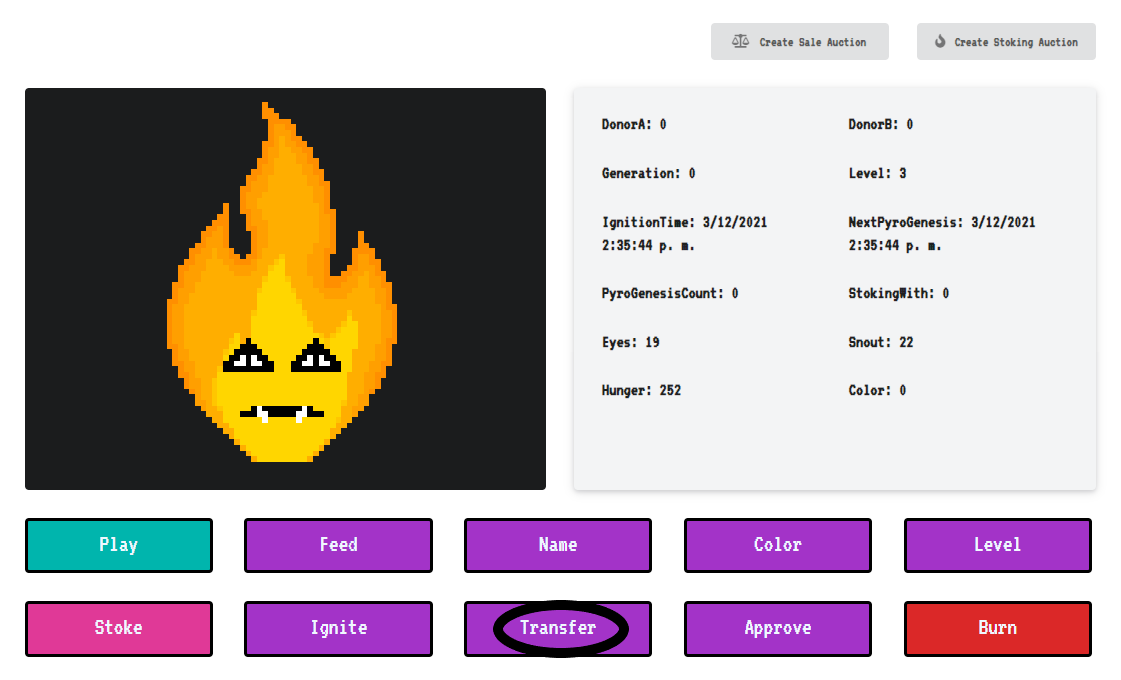 Create Sale Auction
Create Stoking Auction
DonorA: 0
DonorB: 0
Generation: 0
Level: 3
IgnitionTime: 3/12/2021
2:35:44 p. m.
NextPyroGenesis: 3/12/2021
2:35:44 p. m.
PyroGenesisCount: 0
StokingWith: 0
Eyes: 19
Snout: 22
Hunger: 252
Color: 0
Play
Feed
Name
Color
Level
Stoke
Ignite
Transfer
Approve
Burn